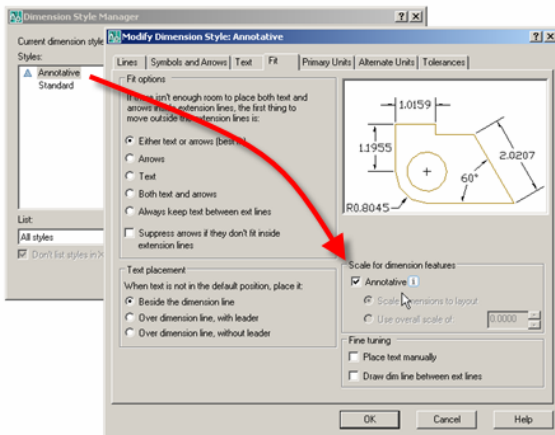 Dimension Style Manager
Current dimension style
Styles:
Annotative
Standard
List:
All styles
Don't list styles in X
Modify Dimension Style: Annotative
Lines
Symbols and Arrows
Text
Fit
Primary Units
Alternate Units
Tolerances
Fit options
If there isn't enough room to place both text and
arrows inside extension lines, the first thing to
move outside the extension lines is:
Either text or arrows (best
Arrows
Text
Both text and arrows
Always keep text between ext lines
Suppress arrows if they don't fit inside
extension lines
Text placement
When text is not in the default position, place it:
Beside the dimension line
Over dimension line, with leader
Over dimension line, without leader
1.0159
1.1955
2.0207
60°
R0.8045
Scale for dimension features
Annotative
Scale dimensions to layout
Use overall scale of:
0.0000
Fine tuning
Place text manually
Draw dim line between ext lines
OK
Cancel
Help